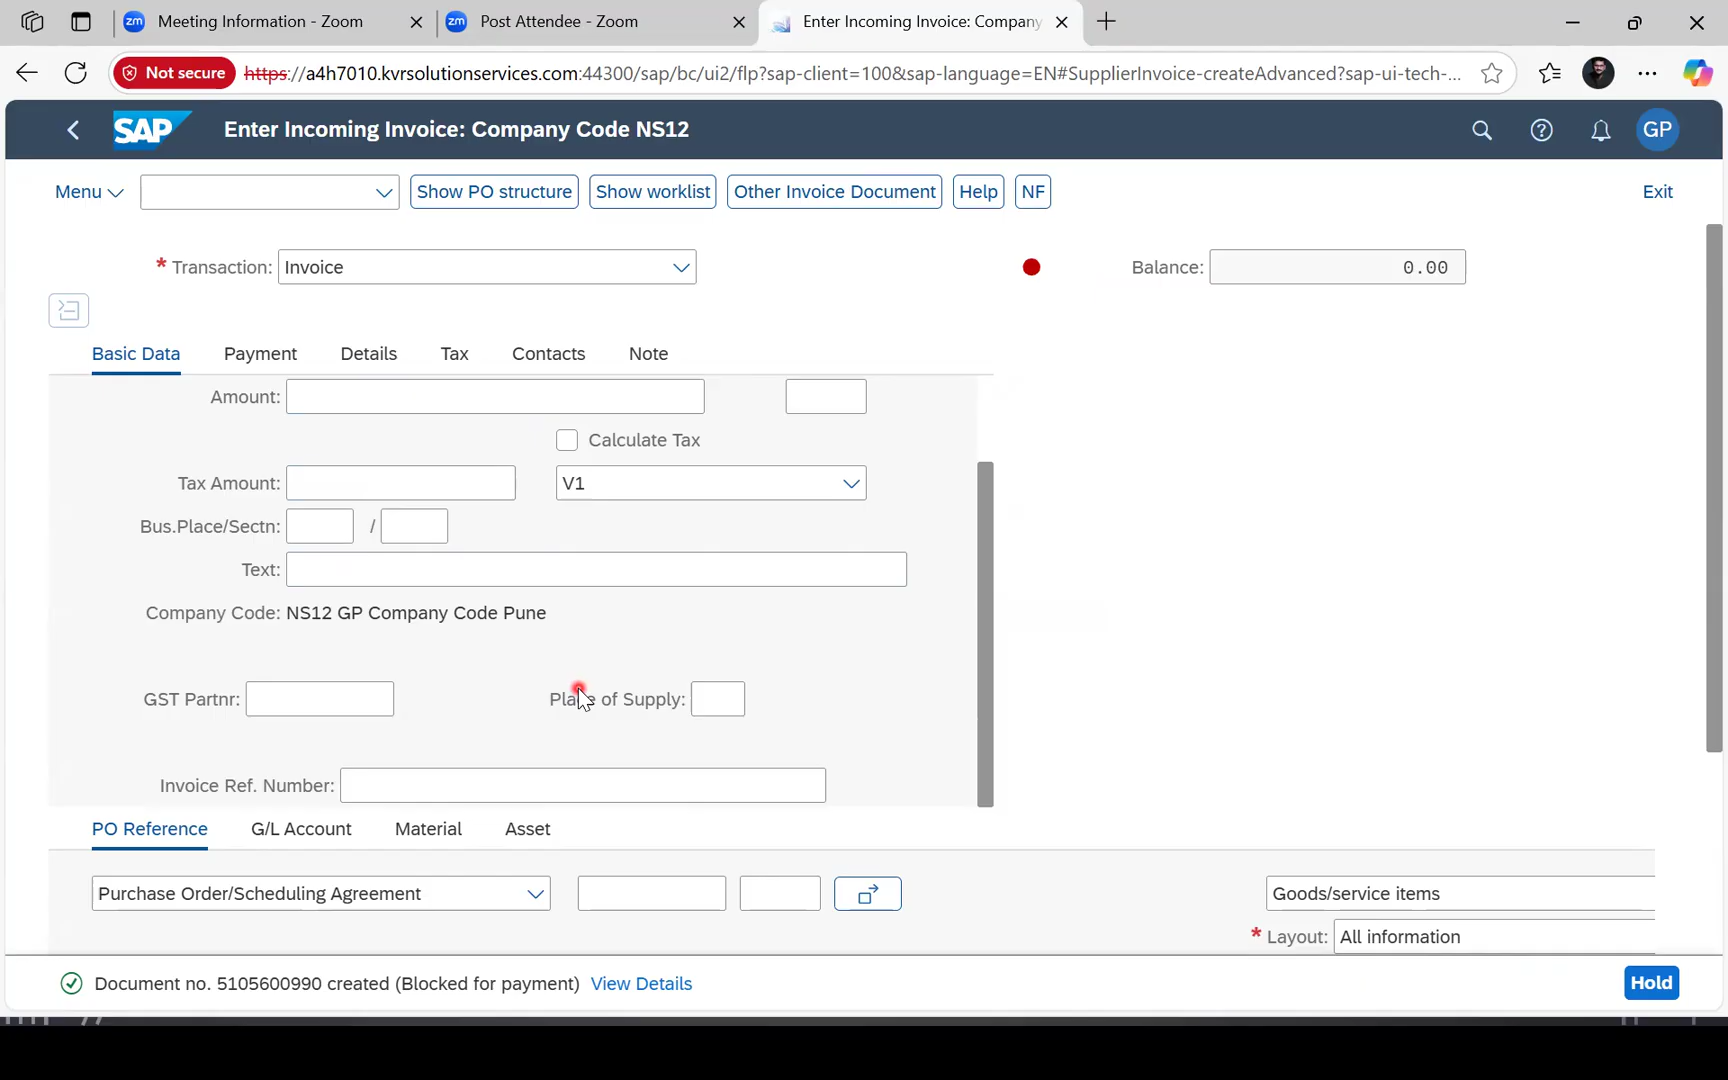 Meeting Information - Zoom
Post Attendee - Zoom
Enter Incoming Invoice: Company
Not secure
https://a4h7010.kvrsolutionservices.com:44300/sap/bc/ui2/flp?sap-client=100&sap-language=EN#SupplierInvoice-createAdvanced?sap-ui-tech-...
SAP
Enter Incoming Invoice: Company Code NS12
GP
Menu
Show PO structure
Show worklist
Other Invoice Document
Help
NF
Exit
* Transaction: Invoice
Balance: 0.00
Basic Data
Payment
Details
Tax
Contacts
Note
Amount:
Calculate Tax
Tax Amount:
V1
Bus.Place/Sectn: /
Text:
Company Code: NS12 GP Company Code Pune
GST Partnr:
Place of Supply:
Invoice Ref. Number:
PO Reference
G/L Account
Material
Asset
Purchase Order/Scheduling Agreement
Goods/service items
* Layout: All information
Document no. 5105600990 created (Blocked for payment) View Details
Hold